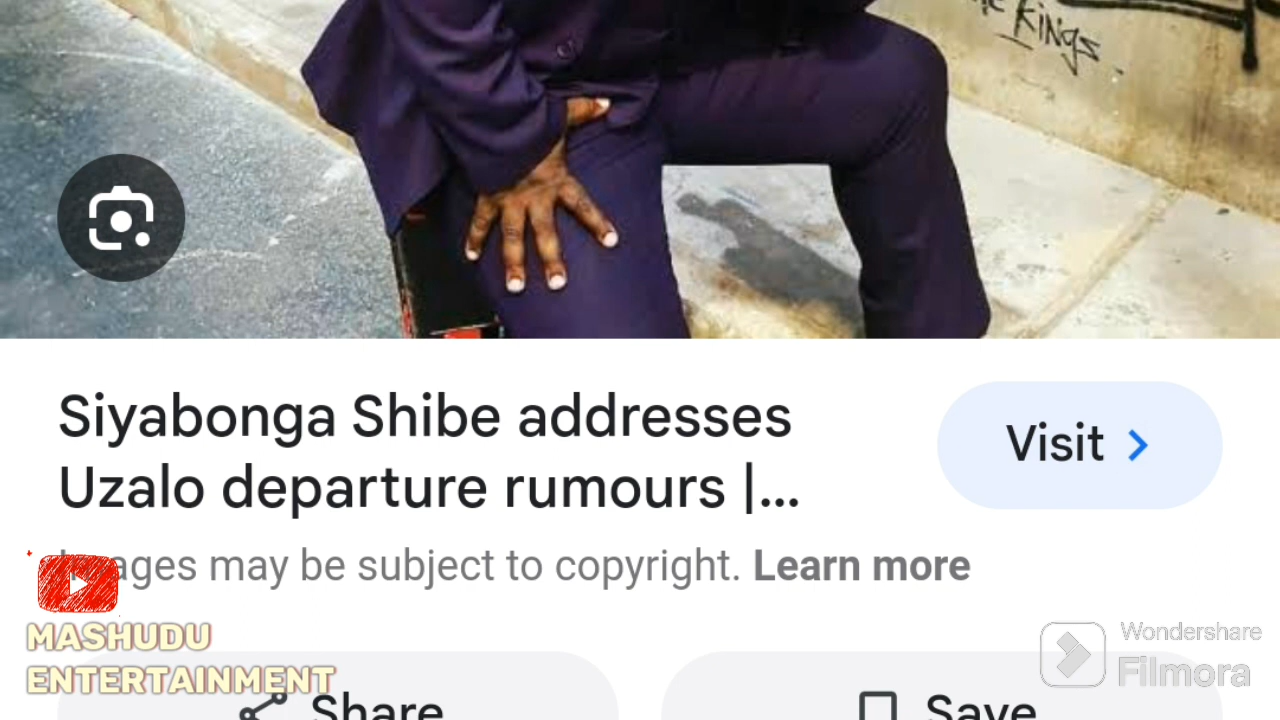 Kings
Siyabonga Shibe addresses
Visit
Uzalo departure rumours |...
ages may be subject to copyright. Learn more
MASHUDU
ENTERTAINMENT
Share
Save
Wondershare
Filmora